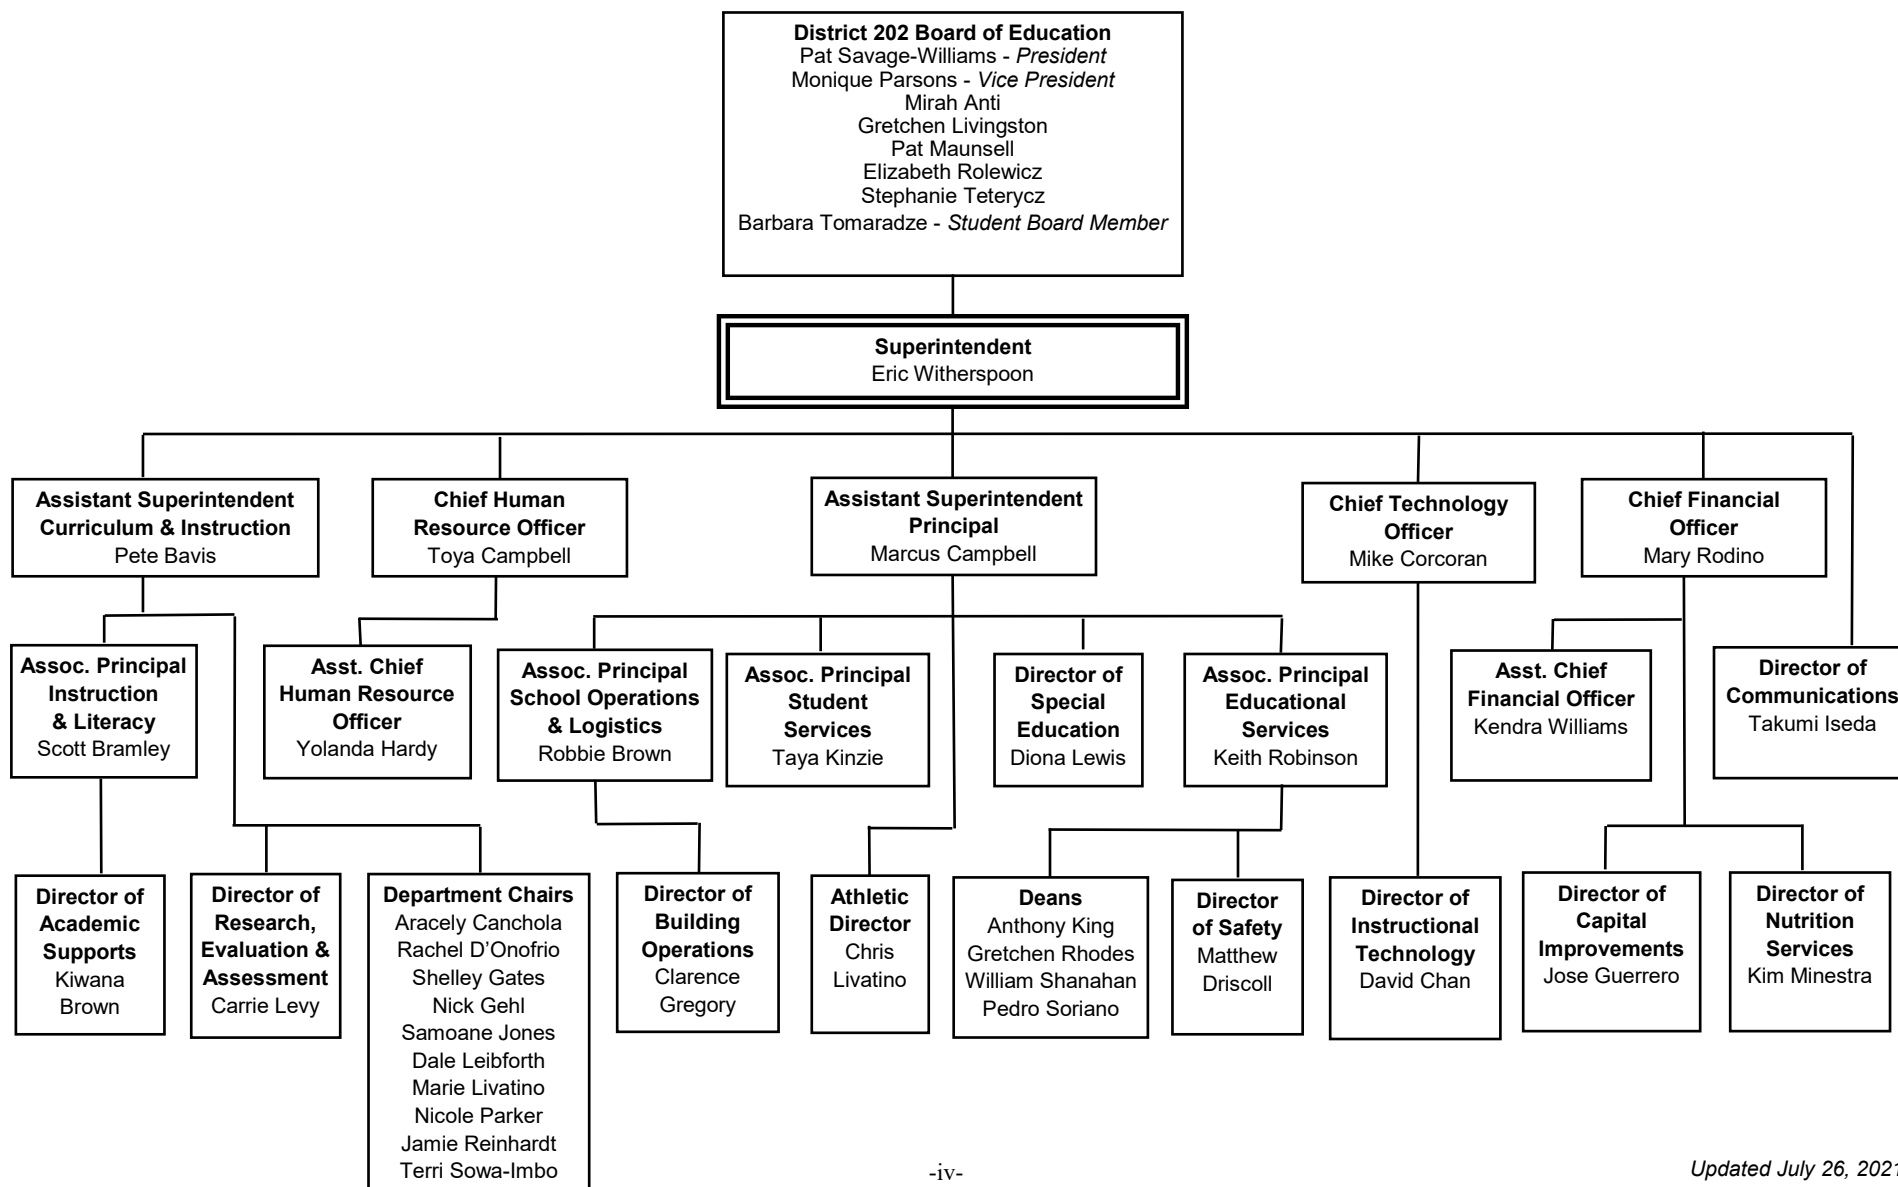 District 202 Board of Education
Pat Savage-Williams - President
Monique Parsons - Vice President
Mirah Anti
Gretchen Livingston
Pat Maunsell
Elizabeth Rolewicz
Stephanie Teterycz
Barbara Tomaradze - Student Board Member
Superintendent
Eric Witherspoon
Assistant Superintendent
Curriculum & Instruction
Pete Bavis
Chief Human
Resource Officer
Toya Campbell
Assistant Superintendent
Principal
Marcus Campbell
Chief Technology
Officer
Mike Corcoran
Chief Financial
Officer
Mary Rodino
Assoc. Principal
Instruction
& Literacy
Scott Bramley
Asst. Chief
Human Resource
Officer
Yolanda Hardy
Assoc. Principal
School Operations
& Logistics
Robbie Brown
Assoc. Principal
Student
Services
Taya Kinzie
Director of
Special
Education
Diona Lewis
Assoc. Principal
Educational
Services
Keith Robinson
Asst. Chief
Financial Officer
Kendra Williams
Director of
Communications
Takumi Iseda
Director of
Academic
Supports
Kiwana
Brown
Director of
Research,
Evaluation &
Assessment
Carrie Levy
Department Chairs
Aracely Canchola
Rachel D’Onofrio
Shelley Gates
Nick Gehl
Samoane Jones
Dale Leibforth
Marie Livatino
Nicole Parker
Jamie Reinhardt
Terri Sowa-Imbo
Director of
Building
Operations
Clarence
Gregory
Athletic
Director
Chris
Livatino
Deans
Anthony King
Gretchen Rhodes
William Shanahan
Pedro Soriano
Director
of Safety
Matthew
Driscoll
Director of
Instructional
Technology
David Chan
Director of
Capital
Improvements
Jose Guerrero
Director of
Nutrition
Services
Kim Minestra
-iv-
Updated July 26, 2021